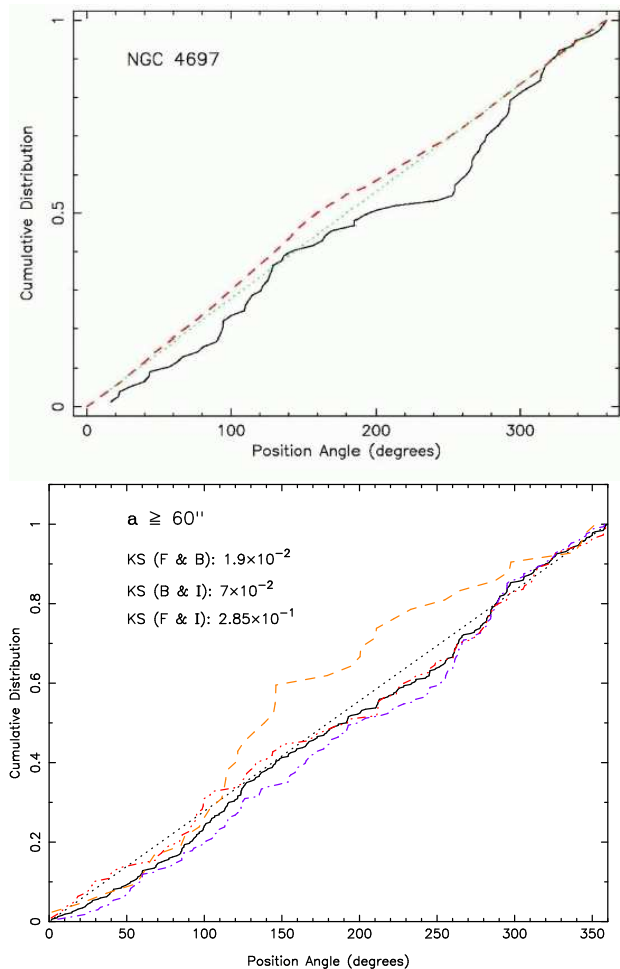 1
NGC 4697
0.5
Cumulative Distribution
0
0 100 200 300
Position Angle (degrees)
a ≧ 60"
KS (F & B): 1.9×10⁻²
KS (B & I): 7×10⁻²
KS (F & I): 2.85×10⁻¹
1
0.8
0.6
0.4
0.2
0
Cumulative Distribution
0 50 100 150 200 250 300 350
Position Angle (degrees)